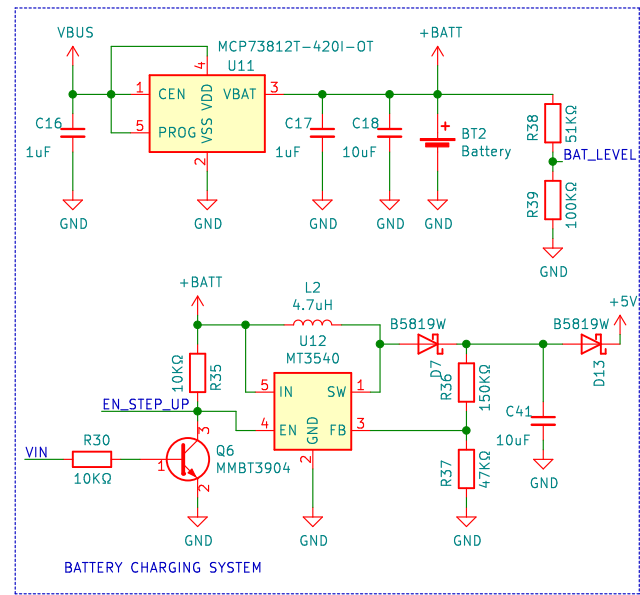 VBUS
+BATT
MCP73812T-420I-OT
U11
4
1
CEN
VDD
VBAT
3
5
PROG
VSS
2
C16
1uF
C17
1uF
C18
10uF
BT2
Battery
R38
51KΩ
BAT_LEVEL
R39
100KΩ
GND
GND
GND
GND
GND
GND
+BATT
L2
4.7uH
U12
MT3540
B5819W
D7
B5819W
D13
+5V
10KΩ
R35
5
IN
SW
1
4
EN
GND
FB
3
2
R36
150KΩ
C41
10uF
EN_STEP_UP
VIN
R30
10KΩ
3
1
2
Q6
MMBT3904
R37
47KΩ
GND
GND
GND
GND
BATTERY CHARGING SYSTEM